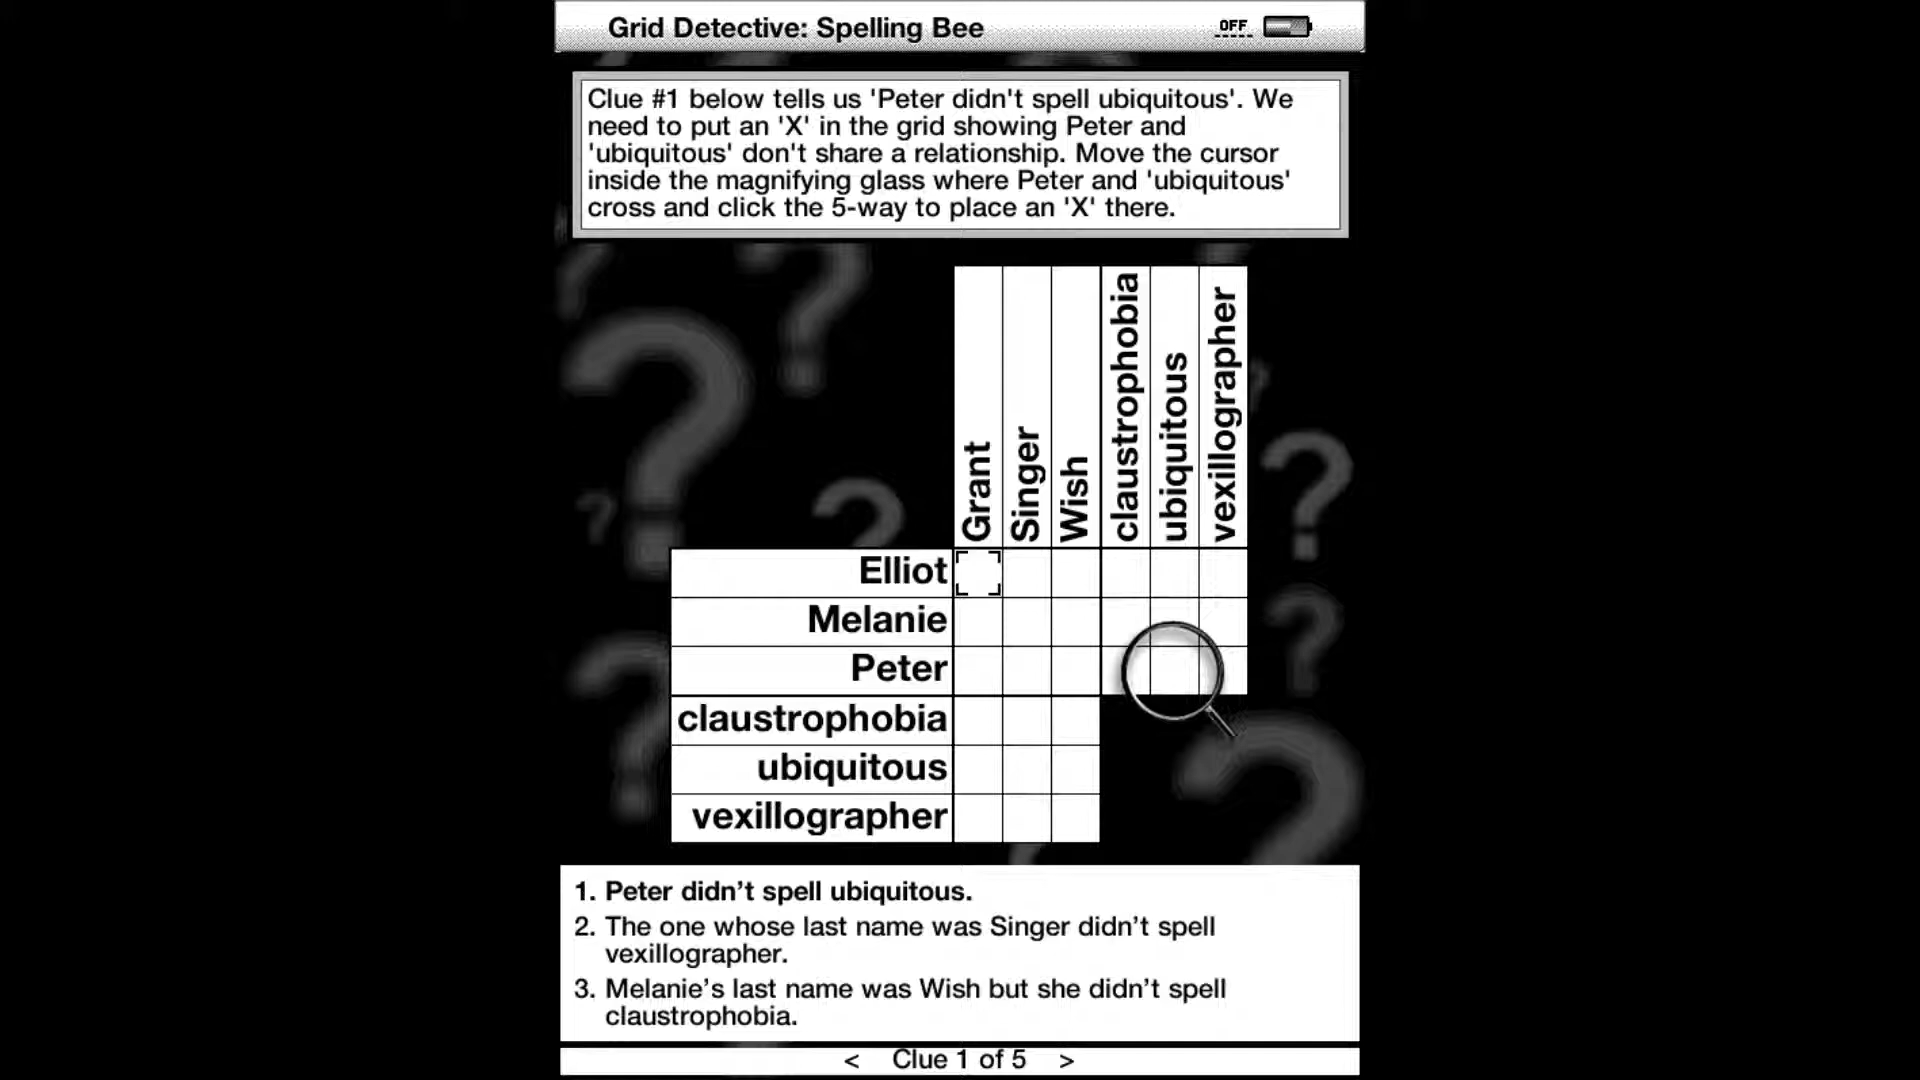 Grid Detective: Spelling Bee
OFF
Clue #1 below tells us 'Peter didn't spell ubiquitous'. We
need to put an 'X' in the grid showing Peter and
'ubiquitous' don't share a relationship. Move the cursor
inside the magnifying glass where Peter and 'ubiquitous'
cross and click the 5-way to place an 'X' there.
Grant
Singer
Wish
claustrophobia
ubiquitous
vexillographer
Elliot
Melanie
Peter
claustrophobia
ubiquitous
vexillographer
1. Peter didn’t spell ubiquitous.
2. The one whose last name was Singer didn’t spell
vexillographer.
3. Melanie’s last name was Wish but she didn’t spell
claustrophobia.
< Clue 1 of 5 >